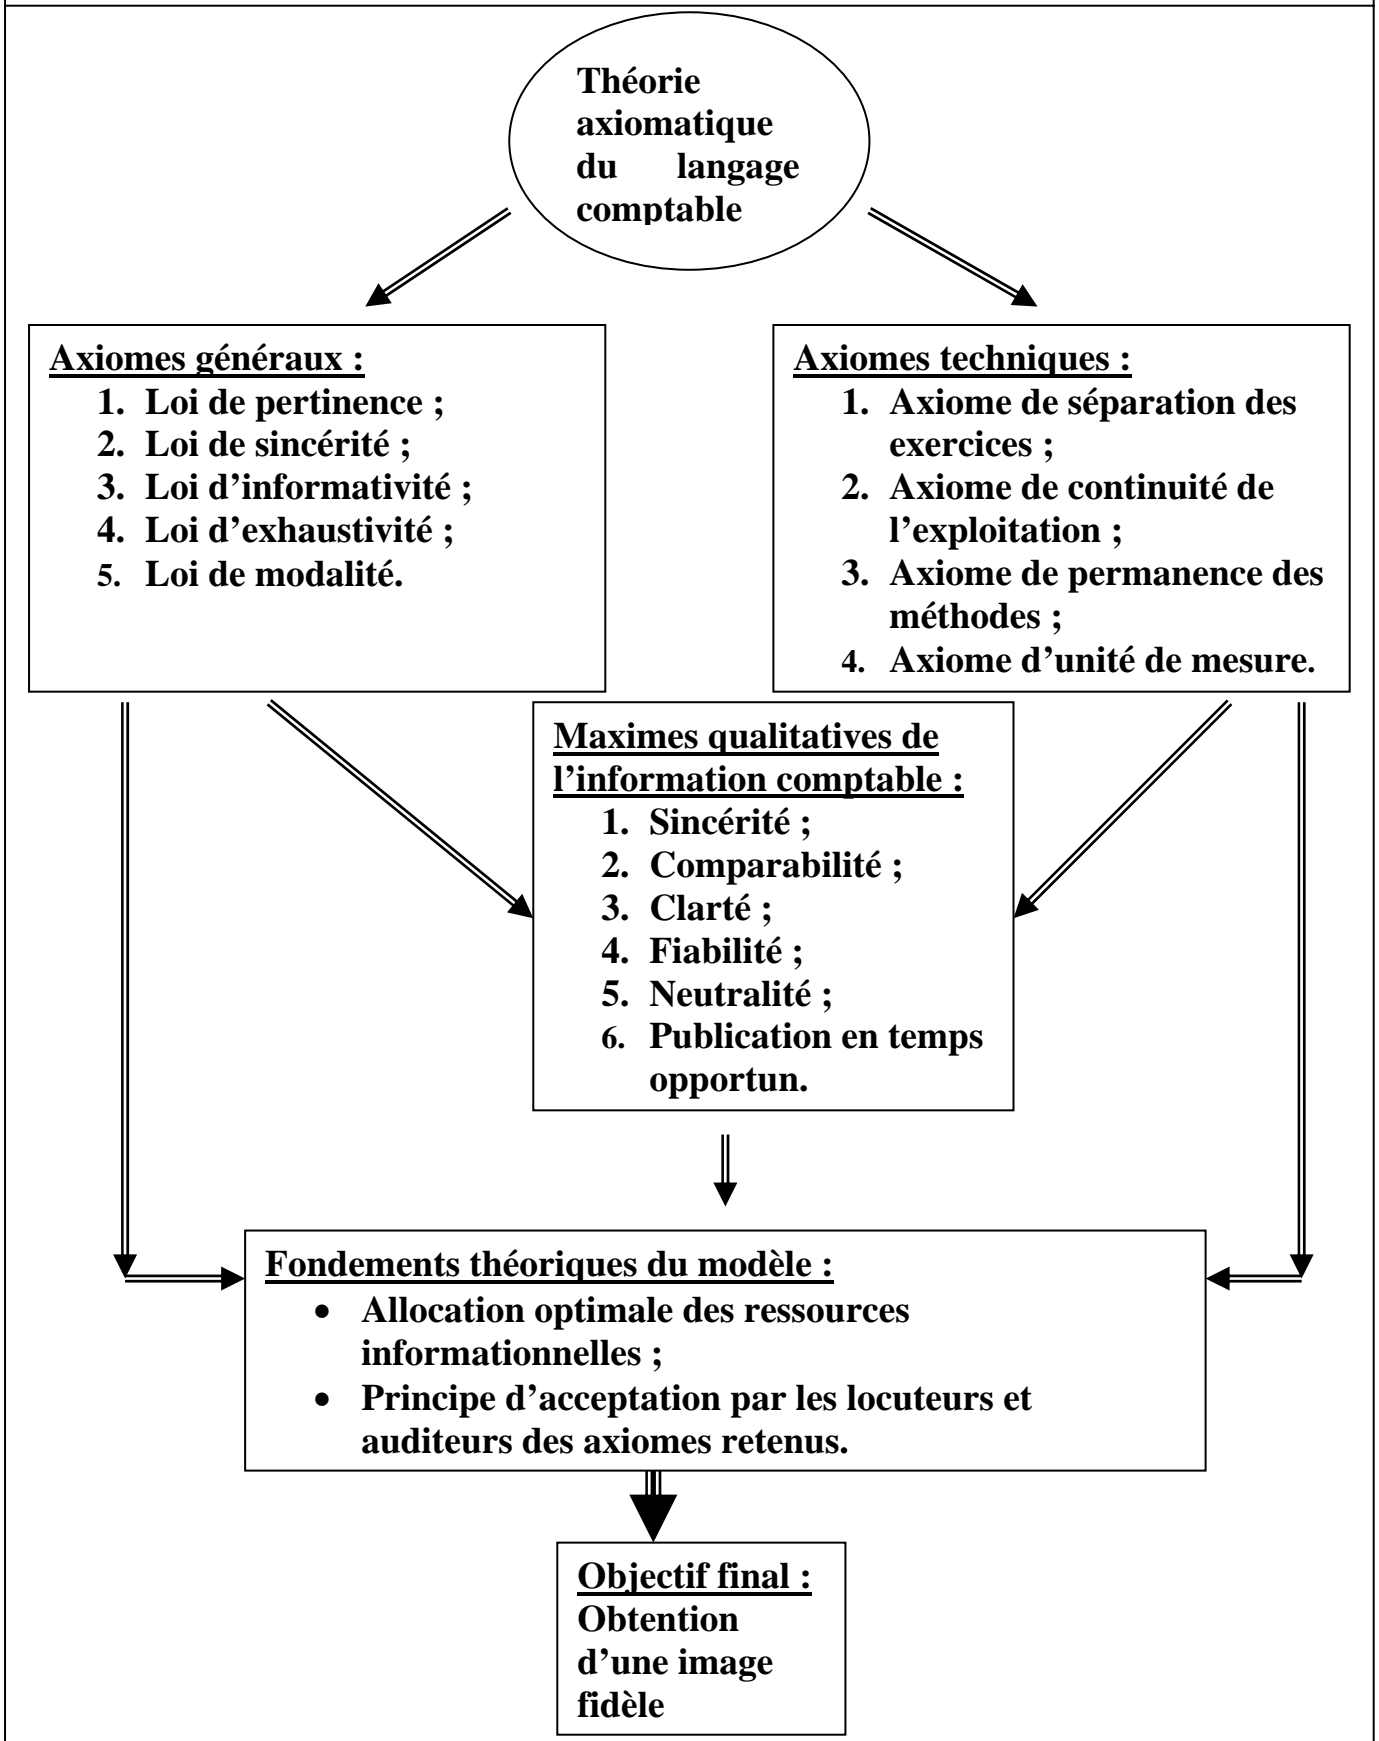 Théorie
axiomatique
du langage
comptable
Axiomes généraux :
1. Loi de pertinence ;
2. Loi de sincérité ;
3. Loi d’informativité ;
4. Loi d’exhaustivité ;
5. Loi de modalité.
Axiomes techniques :
1. Axiome de séparation des
exercices ;
2. Axiome de continuité de
l’exploitation ;
3. Axiome de permanence des
méthodes ;
4. Axiome d’unité de mesure.
Maximes qualitatives de
l’information comptable :
1. Sincérité ;
2. Comparabilité ;
3. Clarté ;
4. Fiabilité ;
5. Neutralité ;
6. Publication en temps
opportun.
Fondements théoriques du modèle :
• Allocation optimale des ressources
informationnelles ;
• Principe d’acceptation par les locuteurs et
auditeurs des axiomes retenus.
Objectif final :
Obtention
d’une image
fidèle